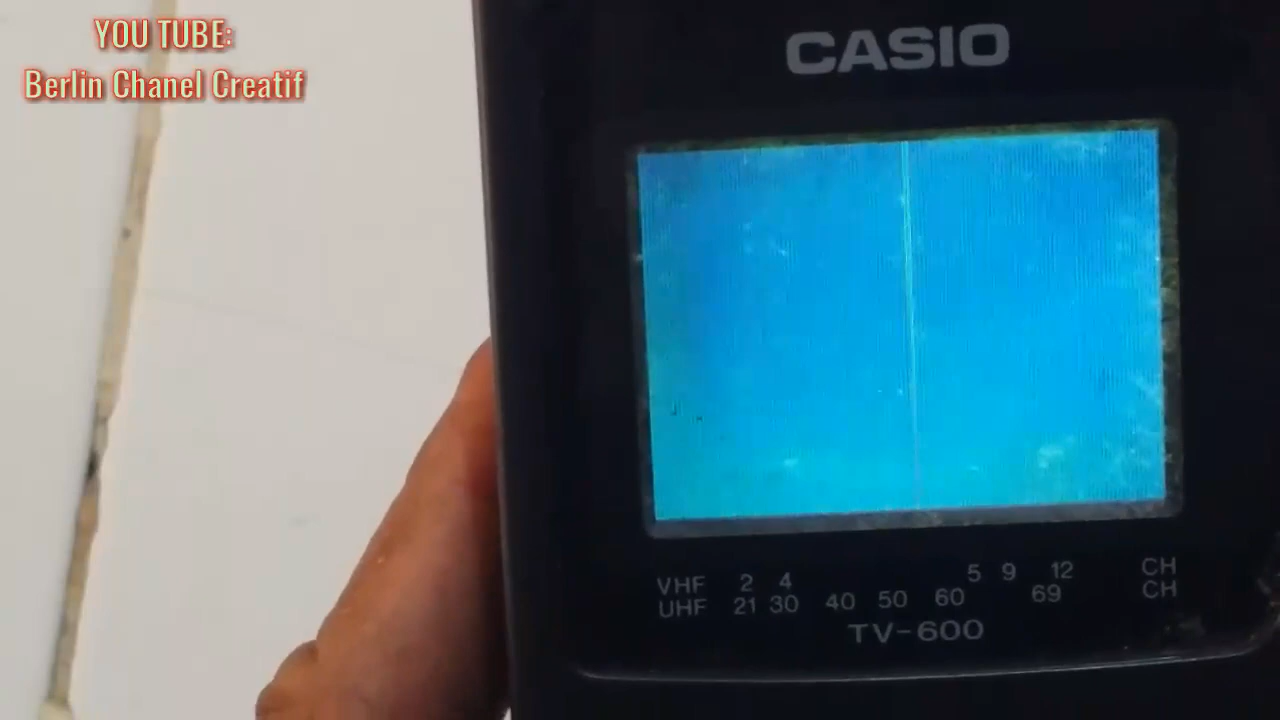 YOU TUBE:
Berlin Chanel Creatif
CASIO
VHF 2 4 5 9 12 CH
UHF 21 30 40 50 60 69 CH
TV-600